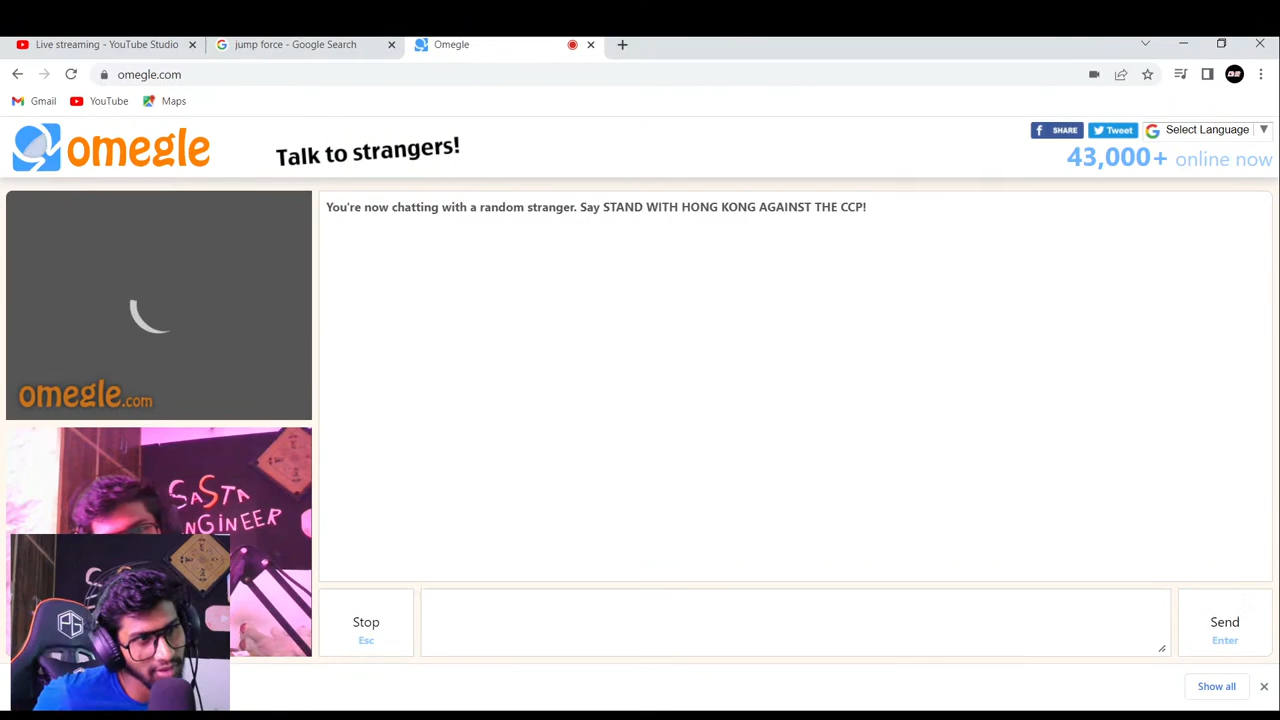 Live streaming - YouTube Studio
jump force - Google Search
Omegle
omegle.com
Gmail
YouTube
Maps
omegle
Talk to strangers!
SHARE
Tweet
Select Language
43,000+ online now
You're now chatting with a random stranger. Say STAND WITH HONG KONG AGAINST THE CCP!
omegle.com
SASTA
NGINEER
Stop
Esc
Send
Enter
Show all